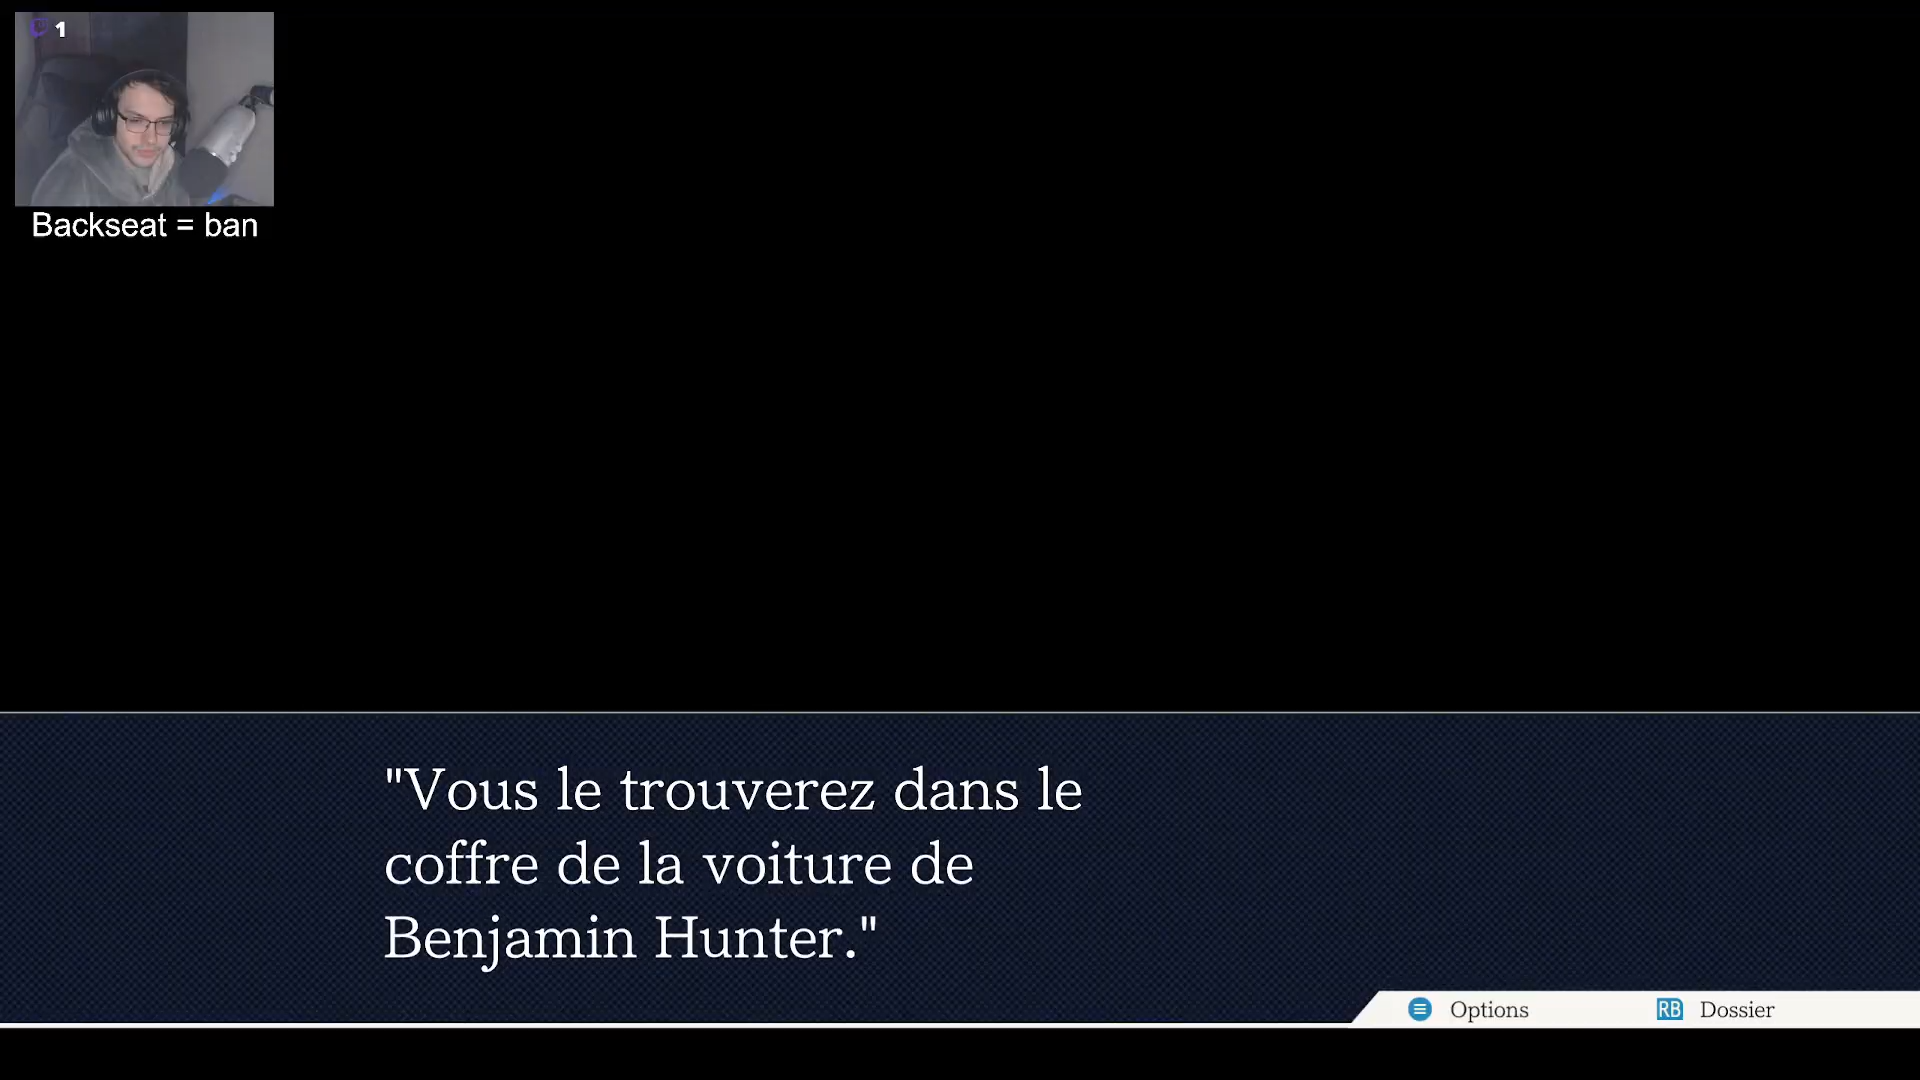 1
Backseat = ban
"Vous le trouverez dans le
coffre de la voiture de
Benjamin Hunter."
Options
RB Dossier